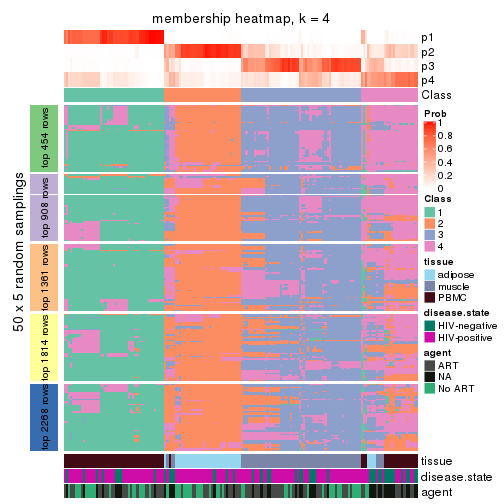 membership heatmap, k = 4
p1
p2
p3
p4
Class
50 x 5 random samplings
top 454 rows
top 908 rows
top 1361 rows
top 1814 rows
top 2268 rows
Prob
1
0.8
0.6
0.4
0.2
0
Class
1
2
3
4
tissue
adipose
muscle
PBMC
disease.state
HIV-negative
HIV-positive
agent
ART
NA
No ART
tissue
disease.state
agent